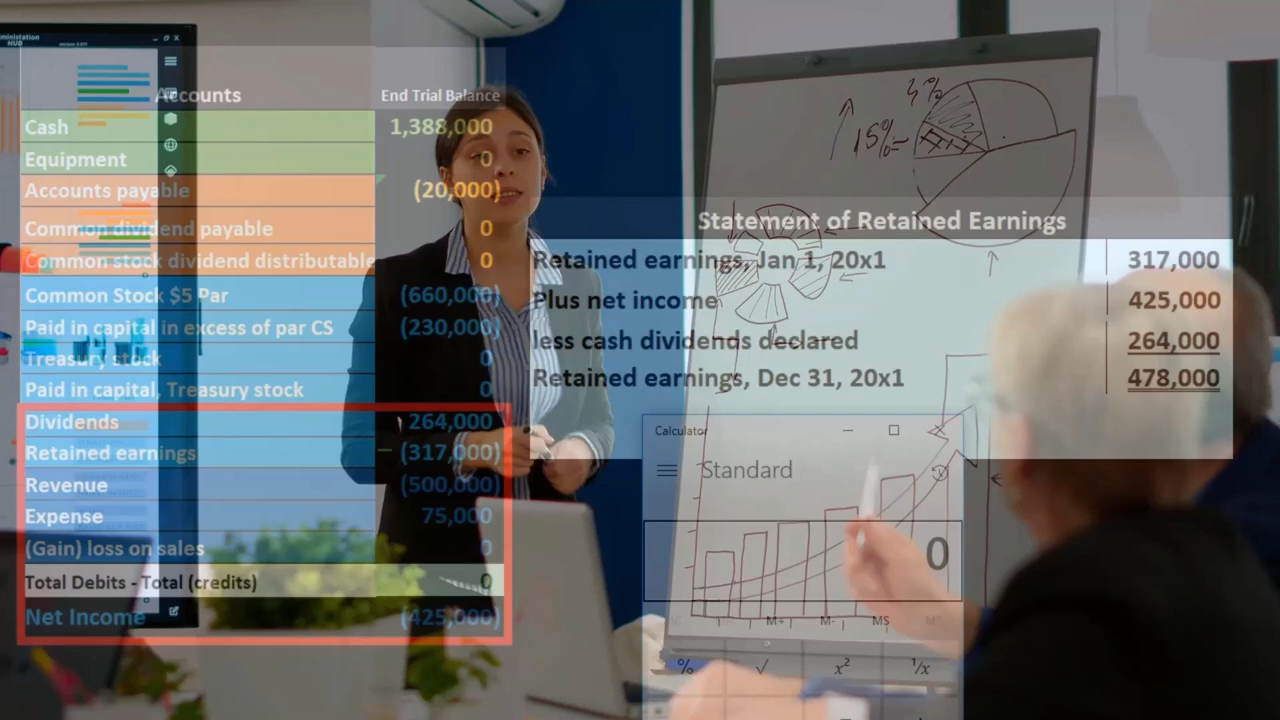 ministation
HUB
Accounts End Trial Balance
Cash 1,388,000
Equipment 0
Accounts payable (20,000)
Common dividend payable 0
Common stock dividend distributable 0
Common Stock $5 Par (660,000)
Paid in capital in excess of par CS (230,000)
Treasury stock 0
Paid in capital, Treasury stock 0
Dividends 264,000
Retained earnings (317,000)
Revenue (500,000)
Expense 75,000
(Gain) loss on sales 0
Total Debits - Total (credits) 0
Net Income (425,000)
15%
Statement of Retained Earnings
Retained earnings, Jan 1, 20x1 317,000
Plus net income 425,000
less cash dividends declared 264,000
Retained earnings, Dec 31, 20x1 478,000
Calculator
Standard
0
M+ M- MS
% √ x² ¹/x